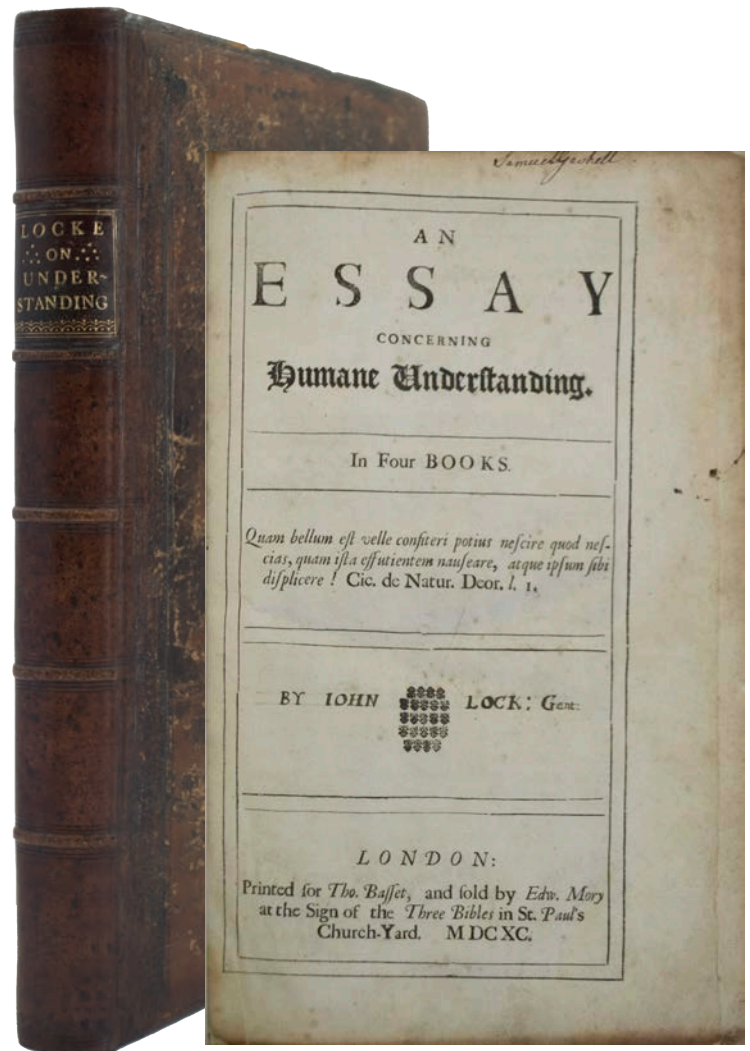 LOCKE
ON
UNDER-
STANDING
Samuel
AN
ESSAY
CONCERNING
Humane Understanding.
In Four BOOKS.
Quam bellum eſt velle confiteri potius neſcire quod neſ-
cias, quam iſta effutientem nauſeare, atque ipſum ſibi
diſplicere! Cic. de Natur. Deor. l. 1.
BY IOHN LOCK: Gent:
LONDON:
Printed for Tho. Baſſet, and ſold by Edw. Mory
at the Sign of the Three Bibles in St. Paul's
Church-Yard. MDCXC.